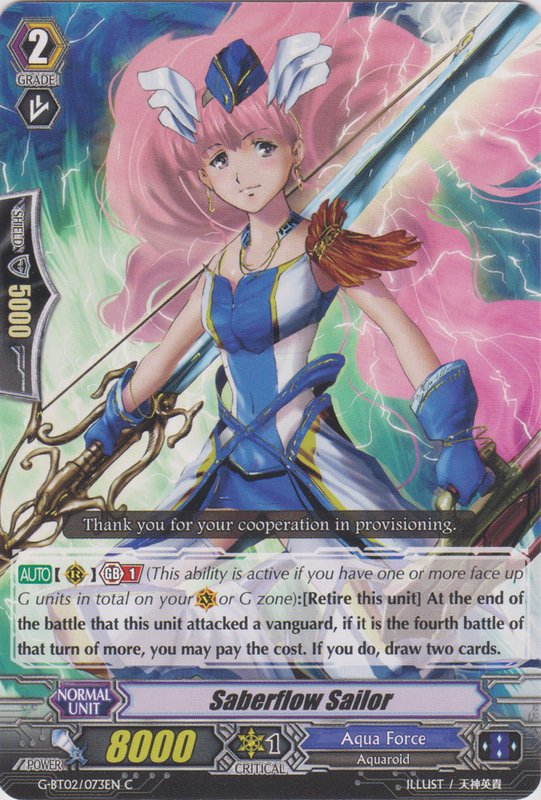 2
GRADE
SHIELD
5000
Thank you for your cooperation in provisioning.
AUTO【 R 】GB 1 (This ability is active if you have one or more face up
G units in total on your V or G zone):[Retire this unit] At the end of
the battle that this unit attacked a vanguard, if it is the fourth battle of
that turn of more, you may pay the cost. If you do, draw two cards.
NORMAL
UNIT
Saberflow Sailor
POWER
8000
1
CRITICAL
Aqua Force
Aquaroid
G-BT02/073EN C
ILLUST / 天神英貴